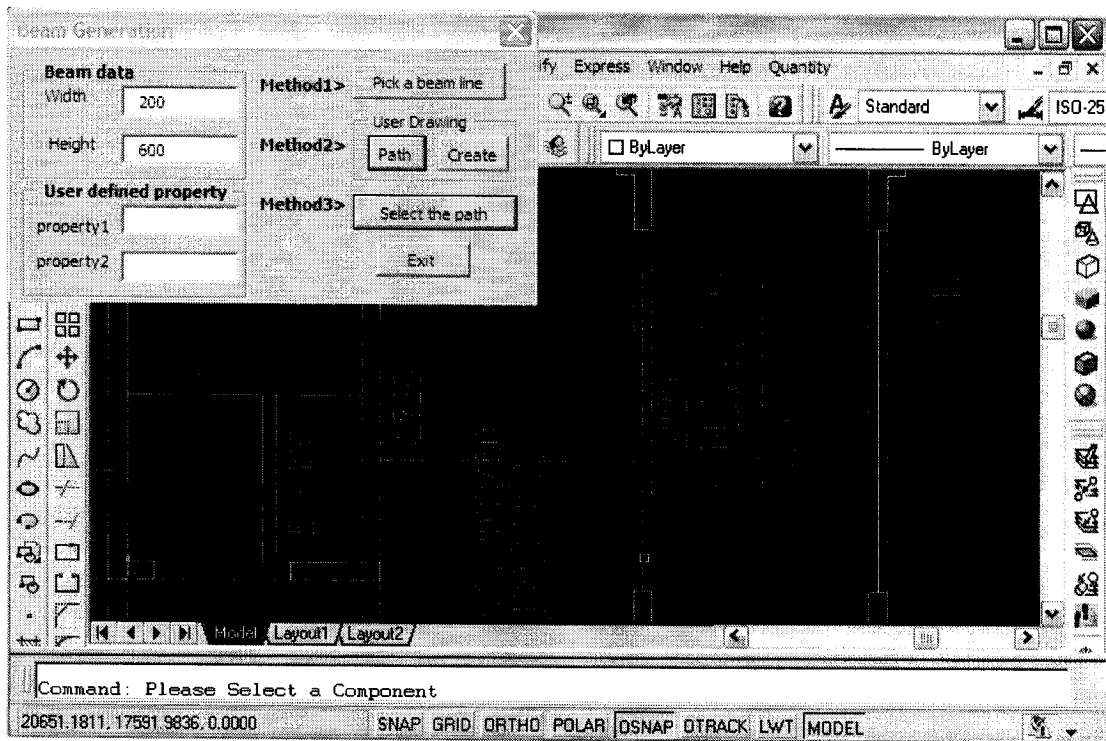 Beam Generation
Beam data
Width 200
Height 600
User defined property
property1
property2
Method1> Pick a beam line
User Drawing
Method2> Path Create
Method3> Select the path
Exit
ify Express Window Help Quantity
Standard ISO-25
ByLayer ByLayer
Model Layout1 Layout2
Command: Please Select a Component
20651.1811, 17591.9836, 0.0000 SNAP GRID ORTHO POLAR OSNAP OTRACK LWT MODEL